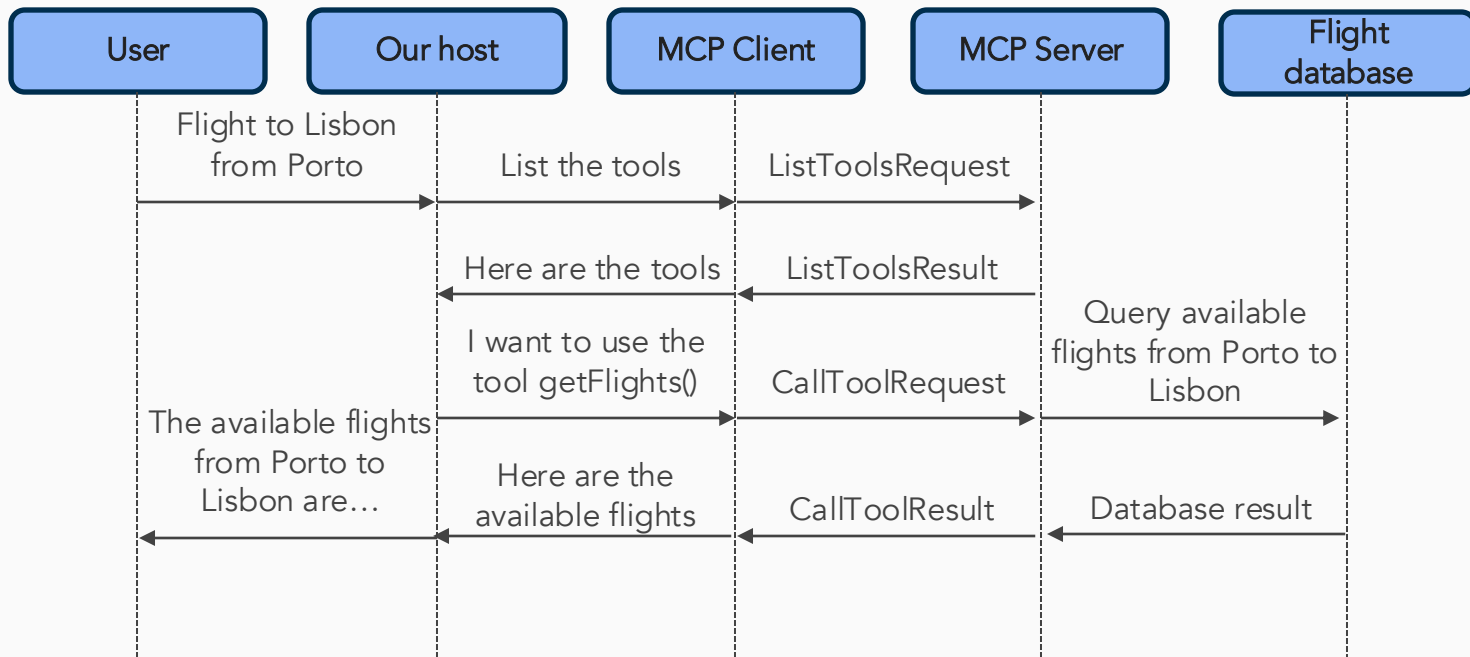 User
Our host
MCP Client
MCP Server
Flight
database
Flight to Lisbon
from Porto
List the tools
ListToolsRequest
Here are the tools
ListToolsResult
I want to use the
tool getFlights()
CallToolRequest
Query available
flights from Porto to
Lisbon
The available flights
from Porto to
Lisbon are…
Here are the
available flights
CallToolResult
Database result